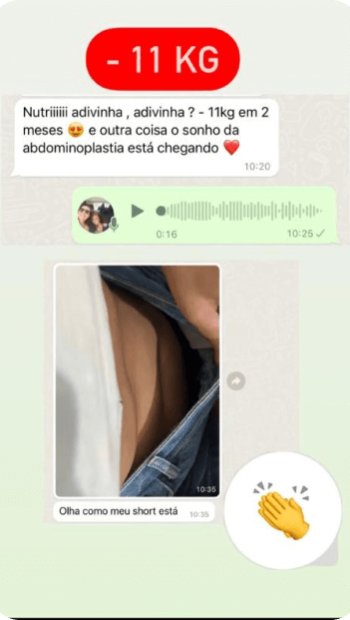 - 11 KG
Nutriiiiii adivinha , adivinha ? - 11kg em 2
meses 😍 e outra coisa o sonho da
abdominoplastia está chegando ❤️
10:20
0:16
10:25
10:35
Olha como meu short está
10:35